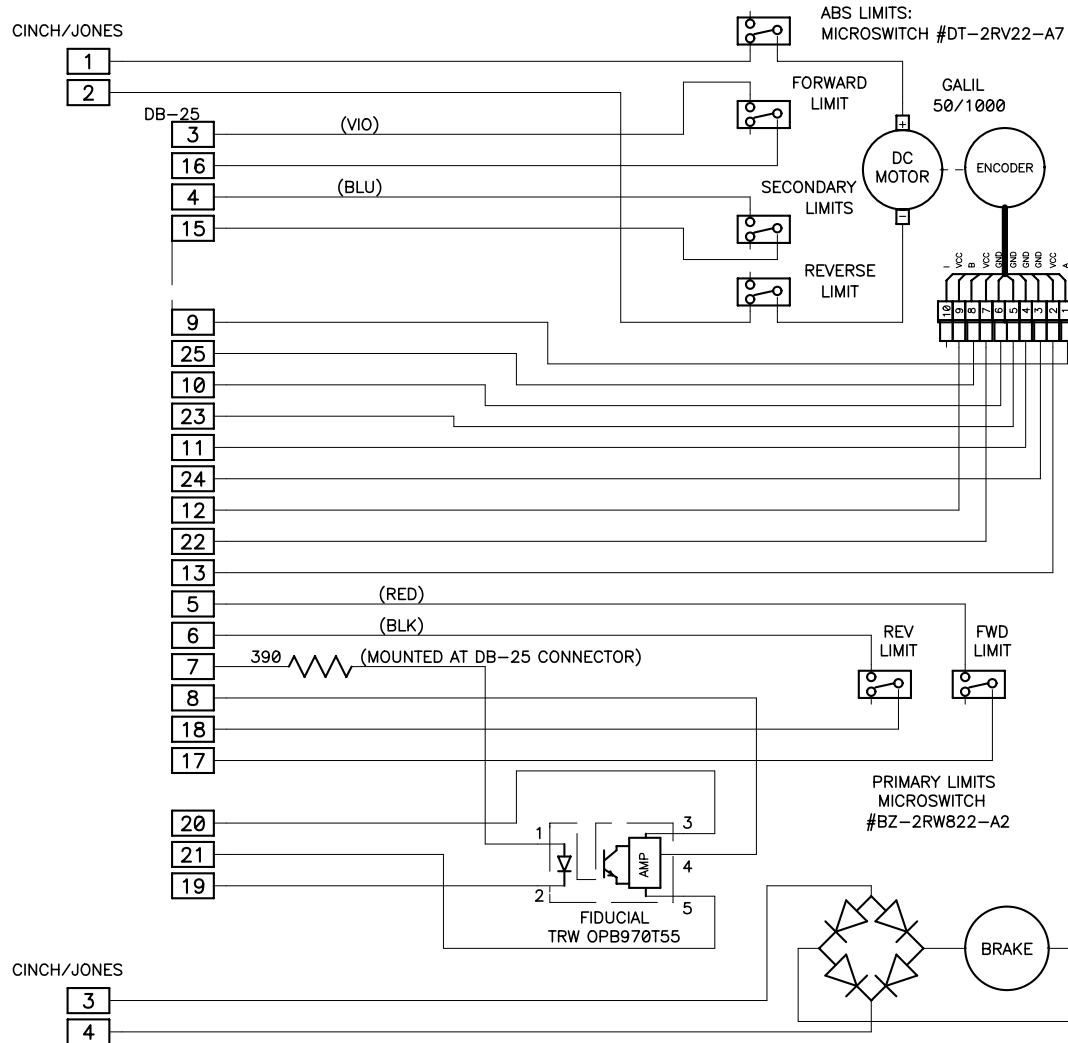 CINCH/JONES
1
2
ABS LIMITS:
MICROSWITCH #DT-2RV22-A7
FORWARD
LIMIT
GALIL
50/1000
DB-25
3
(VIO)
16
4
(BLU)
15
SECONDARY
LIMITS
REVERSE
LIMIT
+
DC
MOTOR
-
ENCODER
I
VCC
B
VCC
GND
GND
GND
GND
VCC
A
10
9
8
7
6
5
4
3
2
1
9
25
10
23
11
24
12
22
13
5
(RED)
6
(BLK)
7
390
(MOUNTED AT DB-25 CONNECTOR)
8
18
17
REV
LIMIT
FWD
LIMIT
PRIMARY LIMITS
MICROSWITCH
#BZ-2RW822-A2
20
21
19
1
2
3
4
5
AMP
FIDUCIAL
TRW OPB970T55
BRAKE
CINCH/JONES
3
4